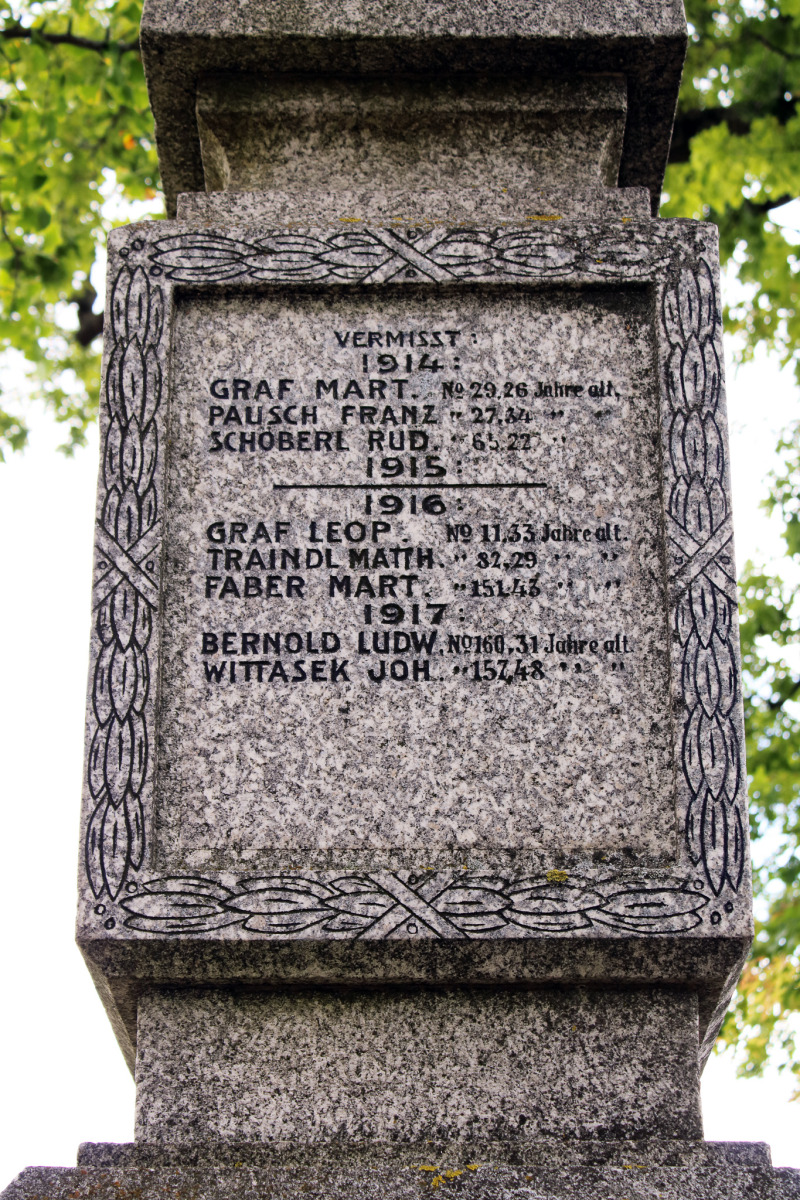 VERMISST:
1914:
GRAF MART. No 29. 26 Jahre alt.
PAUSCH FRANZ " 27. 34 " "
SCHOBERL RUD. " 65. 22 "
1915:
1916:
GRAF LEOP. No 11. 33 Jahre alt.
TRAINDL MATTH. " 82. 29 " "
FABER MART. " 151. 43 " "
1917:
BERNOLD LUDW. No 160. 31 Jahre alt.
WITTASEK JOH. " 157. 48 " "